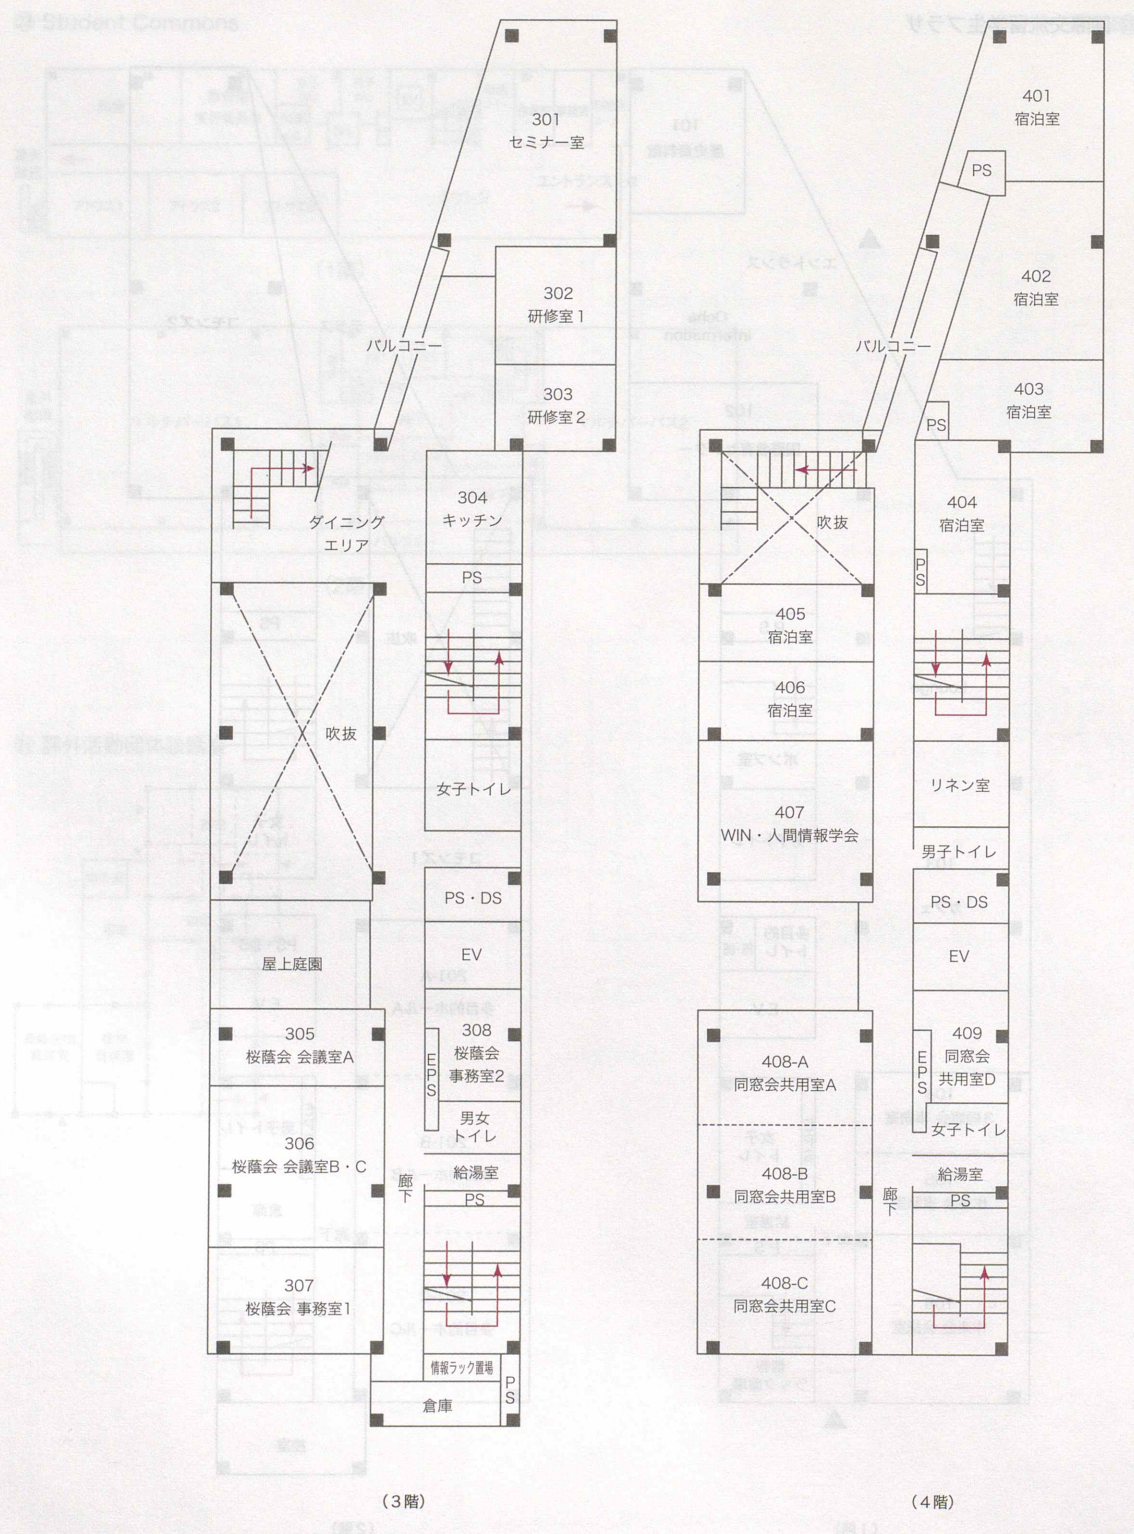 301
セミナー室
302
研修室1
303
研修室2
バルコニー
304
キッチン
ダイニング
エリア
PS
吹抜
女子トイレ
PS・DS
EV
屋上庭園
305
桜蔭会 会議室A
308
桜蔭会
事務室2
EPS
306
桜蔭会 会議室B・C
男女
トイレ
給湯室
廊下
PS
307
桜蔭会 事務室1
情報ラック置場
倉庫
PS
(3階)
401
宿泊室
PS
402
宿泊室
バルコニー
403
宿泊室
PS
404
宿泊室
吹抜
PS
405
宿泊室
406
宿泊室
リネン室
407
WIN・人間情報学会
男子トイレ
PS・DS
EV
408-A
同窓会共用室A
409
同窓会
共用室D
EPS
女子トイレ
408-B
同窓会共用室B
給湯室
廊下
PS
408-C
同窓会共用室C
(4階)
Student Commons